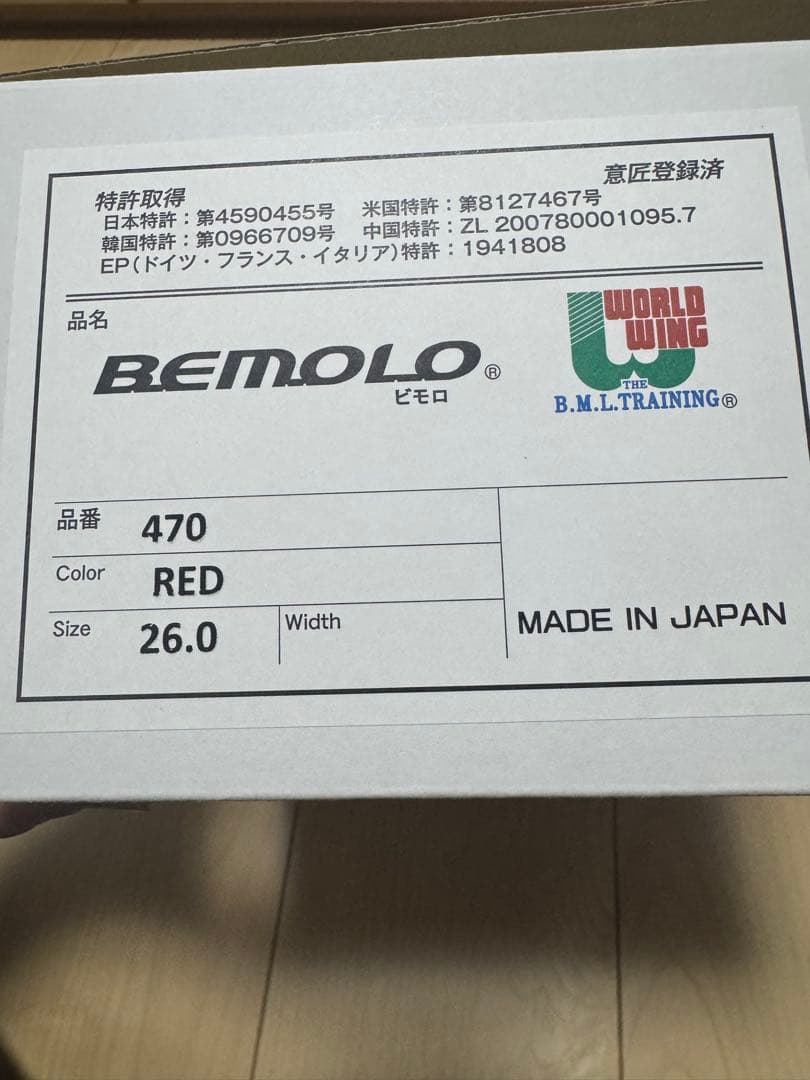 特許取得
意匠登録済
日本特許：第4590455号 米国特許：第8127467号
韓国特許：第0966709号 中国特許：ZL 200780001095.7
EP（ドイツ・フランス・イタリア）特許：1941808
品名
BEMOLO®
ビモロ
WORLD
WING
THE
B.M.L.TRAINING®
品番 470
Color RED
Size 26.0 Width
MADE IN JAPAN